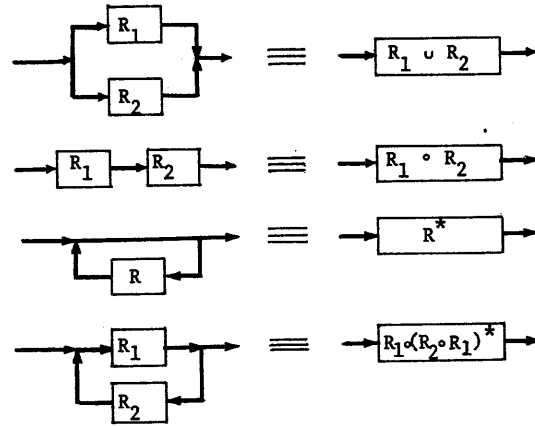 R₁
R₂
R₁ ∪ R₂
R₁ R₂
R₁ ∘ R₂
R
R*
R₁
R₂
R₁∘(R₂∘R₁)*